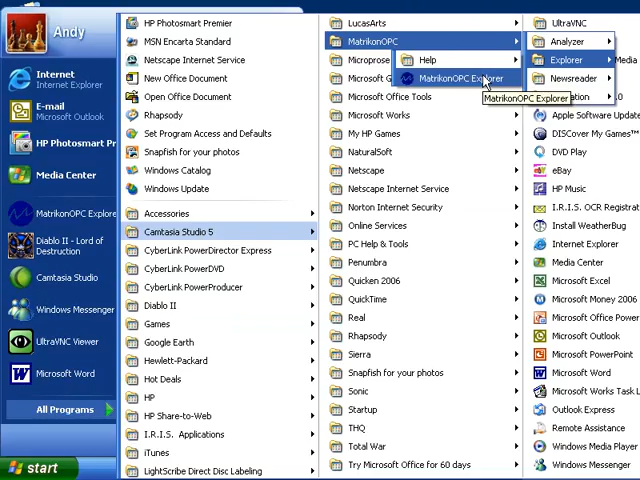 Andy
Internet
Internet Explorer
E-mail
Microsoft Outlook
HP Photosmart Pr
Media Center
MatrikonOPC Explore
Diablo II - Lord of
Destruction
Camtasia Studio
Windows Messenger
UltraVNC Viewer
Microsoft Word
All Programs
start
HP Photosmart Premier
MSN Encarta Standard
Netscape Internet Service
New Office Document
Open Office Document
Rhapsody
Set Program Access and Defaults
Snapfish for your photos
Windows Catalog
Windows Update
Accessories
Camtasia Studio 5
CyberLink PowerDirector Express
CyberLink PowerDVD
CyberLink PowerProducer
Diablo II
Games
Google Earth
Hewlett-Packard
Hot Deals
HP
HP Share-to-Web
I.R.I.S. Applications
iTunes
LightScribe Direct Disc Labeling
LucasArts
MatrikonOPC
Microprose
Microsoft G
Microsoft Office Tools
Microsoft Works
My HP Games
NaturalSoft
Netscape
Netscape Internet Service
Norton Internet Security
Online Services
PC Help & Tools
Penumbra
Quicken 2006
QuickTime
Real
Rhapsody
Sierra
Snapfish for your photos
Sonic
Startup
THQ
Total War
Try Microsoft Office for 60 days
Help
MatrikonOPC Explorer
MatrikonOPC Explorer
UltraVNC
Analyzer
Explorer
Media
Newsreader
ation
.0
Apple Software Update
DISCover My Games™
DVD Play
eBay
HP Music
I.R.I.S. OCR Registrat
Install WeatherBug
Internet Explorer
Media Center
Microsoft Excel
Microsoft Money 2006
Microsoft Office Power
Microsoft Outlook
Microsoft PowerPoint
Microsoft Word
Microsoft Works Task L
Outlook Express
Remote Assistance
Windows Media Player
Windows Messenger